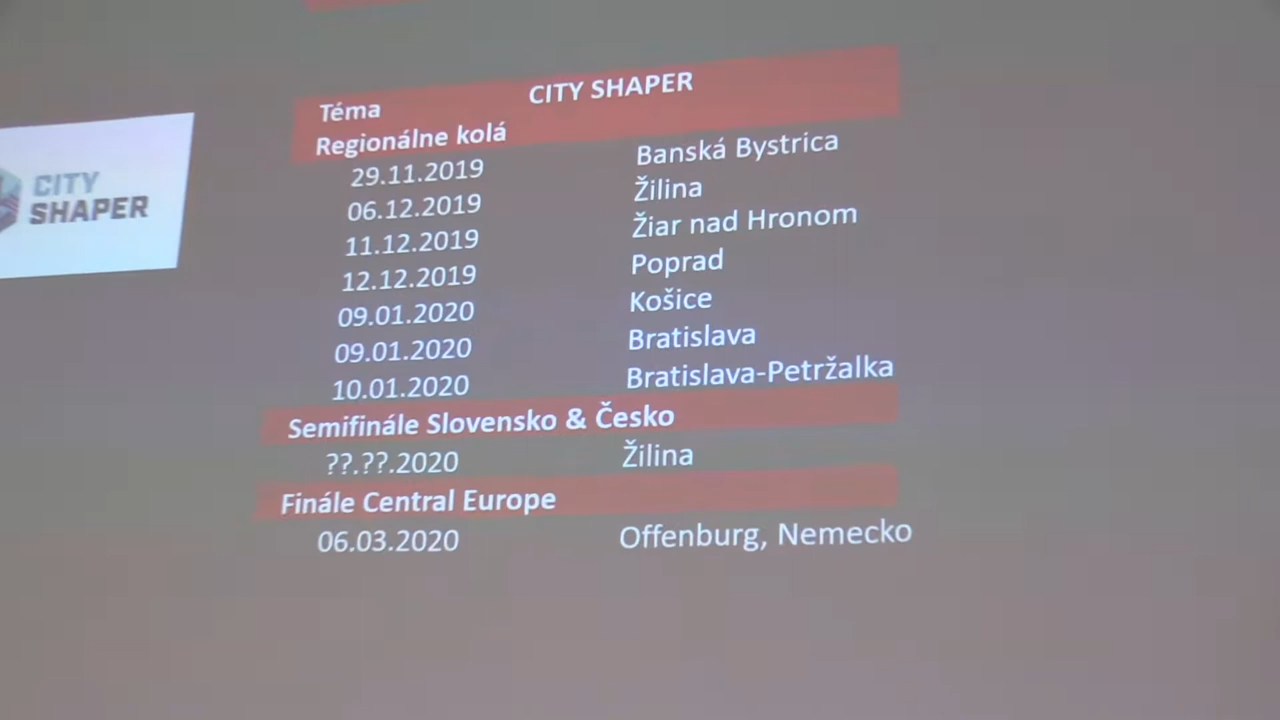 CITY
SHAPER
Téma CITY SHAPER
Regionálne kolá
29.11.2019 Banská Bystrica
06.12.2019 Žilina
11.12.2019 Žiar nad Hronom
12.12.2019 Poprad
09.01.2020 Košice
09.01.2020 Bratislava
10.01.2020 Bratislava-Petržalka
Semifinále Slovensko & Česko
??.??.2020 Žilina
Finále Central Europe
06.03.2020 Offenburg, Nemecko